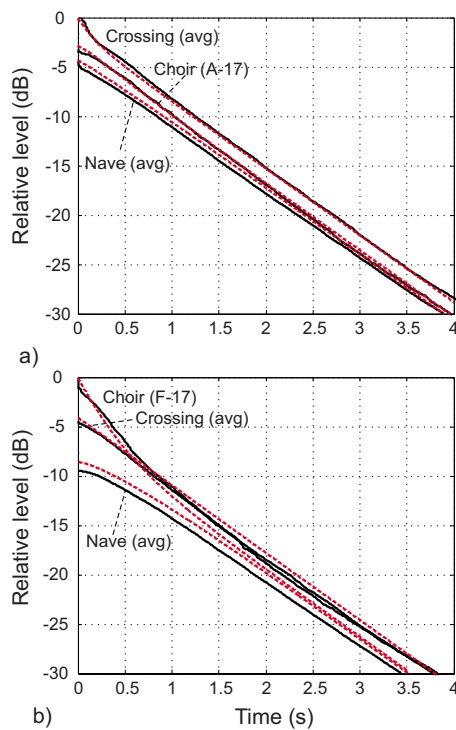 0
Crossing (avg)
-5
Choir (A-17)
-10
Nave (avg)
-15
-20
-25
-30
Relative level (dB)
0 0.5 1 1.5 2 2.5 3 3.5 4
a)
0
Choir (F-17)
-5
Crossing (avg)
-10
Nave (avg)
-15
-20
-25
-30
Relative level (dB)
0 0.5 1 1.5 2 2.5 3 3.5 4
b)
Time (s)